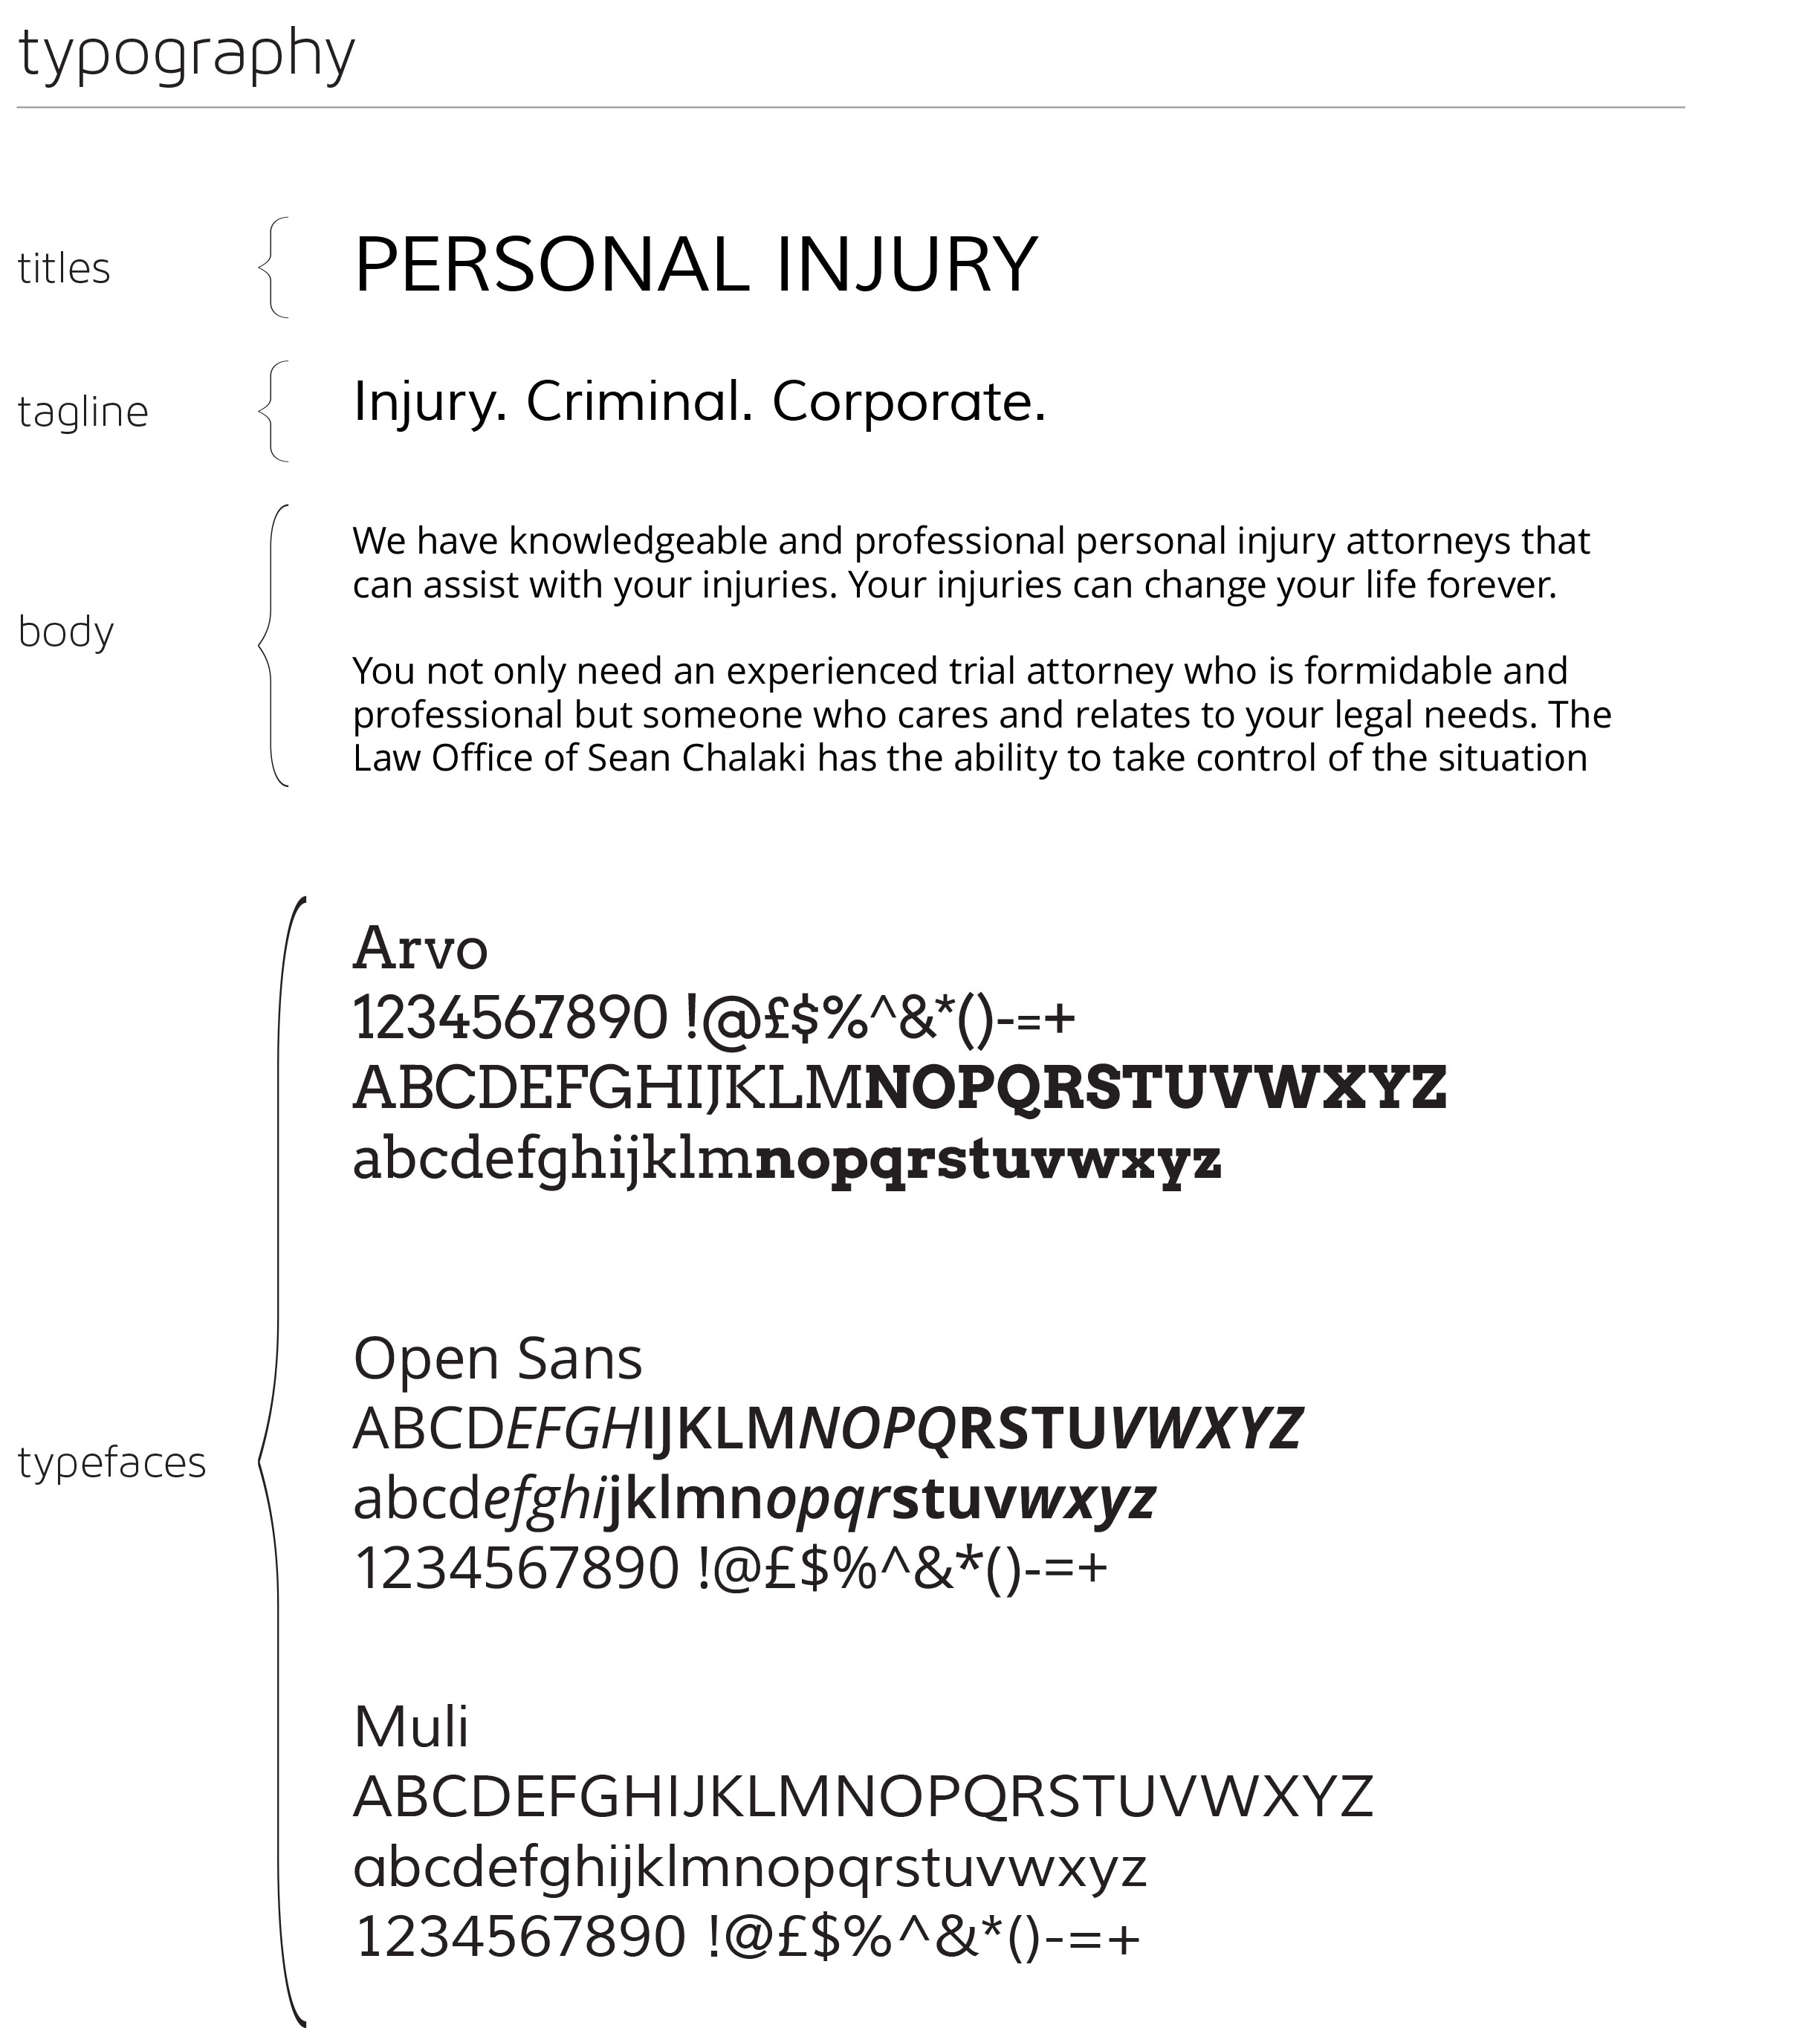 typography
titles
PERSONAL INJURY
tagline
Injury. Criminal. Corporate.
body
We have knowledgeable and professional personal injury attorneys that
can assist with your injuries. Your injuries can change your life forever.
You not only need an experienced trial attorney who is formidable and
professional but someone who cares and relates to your legal needs. The
Law Office of Sean Chalaki has the ability to take control of the situation
typefaces
Arvo
1234567890 !@£$%^&*()-=+
ABCDEFGHIJKLMNOPQRSTUVWXYZ
abcdefghijklmnopqrstuvwxyz
Open Sans
ABCDEFGHIJKLMNOPQRSTUVWXYZ
abcdefghijklmnopqrstuvwxyz
1234567890 !@£$%^&*()-=+
Muli
ABCDEFGHIJKLMNOPQRSTUVWXYZ
abcdefghijklmnopqrstuvwxyz
1234567890 !@£$%^&*()-=+